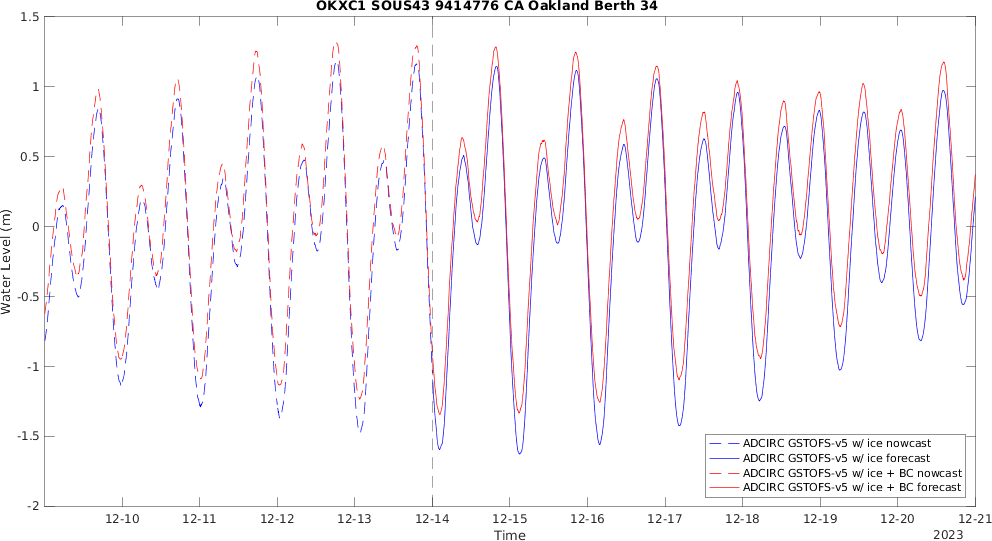 OKXC1 SOUS43 9414776 CA Oakland Berth 34
Water Level (m)
1.5
1
0.5
0
-0.5
-1
-1.5
-2
ADCIRC GSTOFS-v5 w/ ice nowcast
ADCIRC GSTOFS-v5 w/ ice forecast
ADCIRC GSTOFS-v5 w/ ice + BC nowcast
ADCIRC GSTOFS-v5 w/ ice + BC forecast
12-10 12-11 12-12 12-13 12-14 12-15 12-16 12-17 12-18 12-19 12-20 12-21
Time
2023